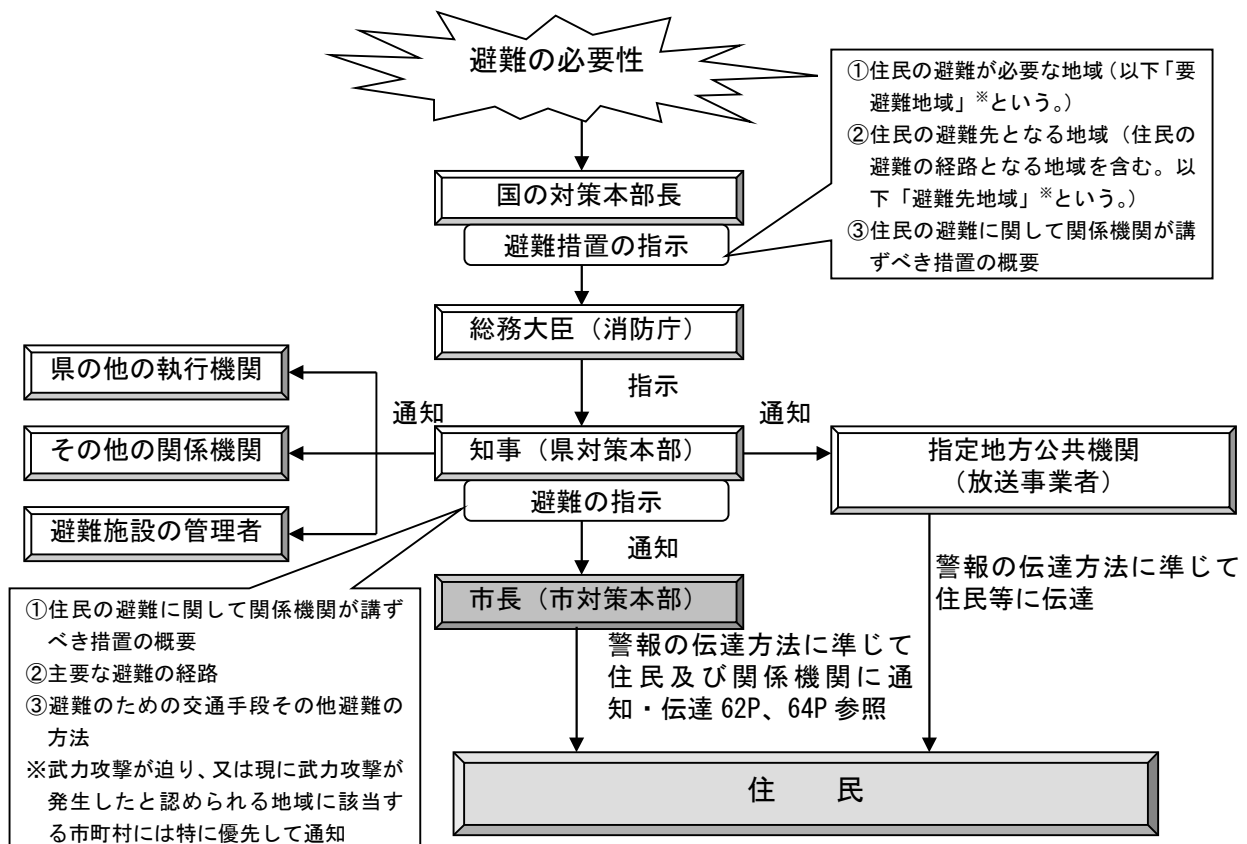 避難の必要性
①住民の避難が必要な地域(以下「要
避難地域」※という。)
②住民の避難先となる地域(住民の
避難の経路となる地域を含む。以
下「避難先地域」※という。)
③住民の避難に関して関係機関が講
ずべき措置の概要
国の対策本部長
避難措置の指示
総務大臣(消防庁)
指示
県の他の執行機関
その他の関係機関
避難施設の管理者
通知
知事(県対策本部)
避難の指示
通知
指定地方公共機関
(放送事業者)
通知
市長(市対策本部)
警報の伝達方法に準じて
住民等に伝達
①住民の避難に関して関係機関が講ず
べき措置の概要
②主要な避難の経路
③避難のための交通手段その他避難の
方法
※武力攻撃が迫り、又は現に武力攻撃が
発生したと認められる地域に該当す
る市町村には特に優先して通知
警報の伝達方法に準じて
住民及び関係機関に通
知・伝達 62P、64P 参照
住 民